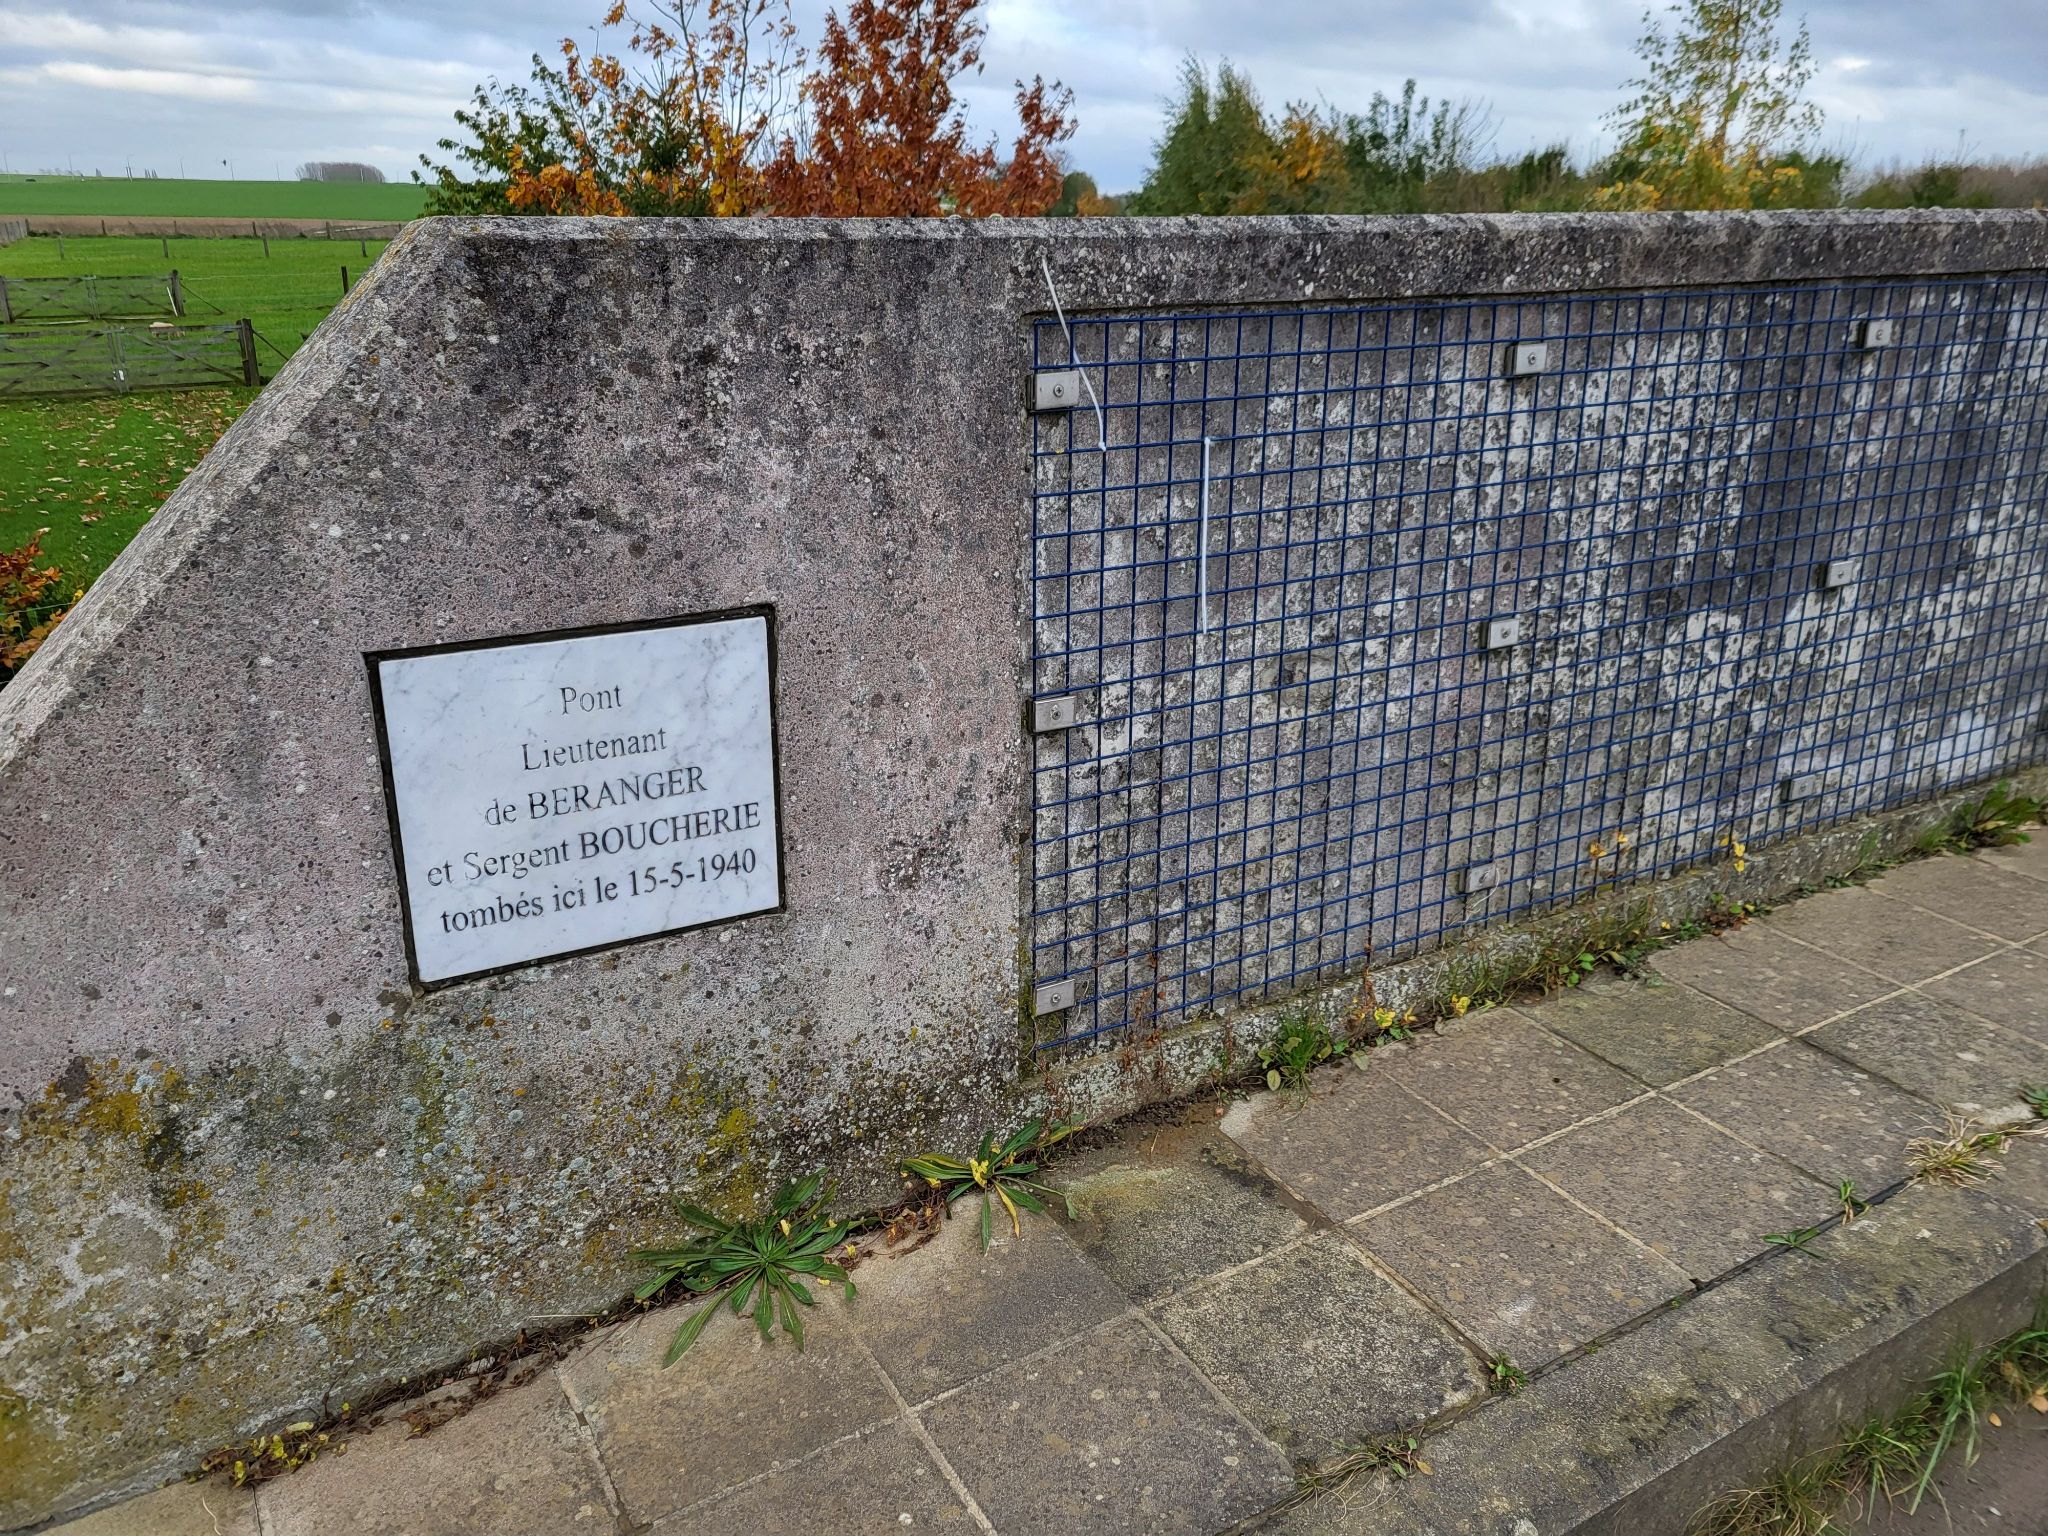 Pont
Lieutenant
de BERANGER
et Sergent BOUCHERIE
tombés ici le 15-5-1940